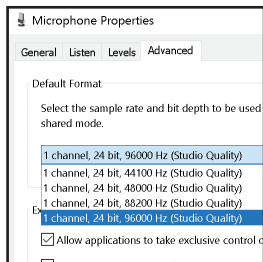 Microphone Properties
General Listen Levels Advanced
Default Format
Select the sample rate and bit depth to be used
shared mode.
1 channel, 24 bit, 96000 Hz (Studio Quality)
1 channel, 24 bit, 44100 Hz (Studio Quality)
1 channel, 24 bit, 48000 Hz (Studio Quality)
1 channel, 24 bit, 88200 Hz (Studio Quality)
1 channel, 24 bit, 96000 Hz (Studio Quality)
Allow applications to take exclusive control